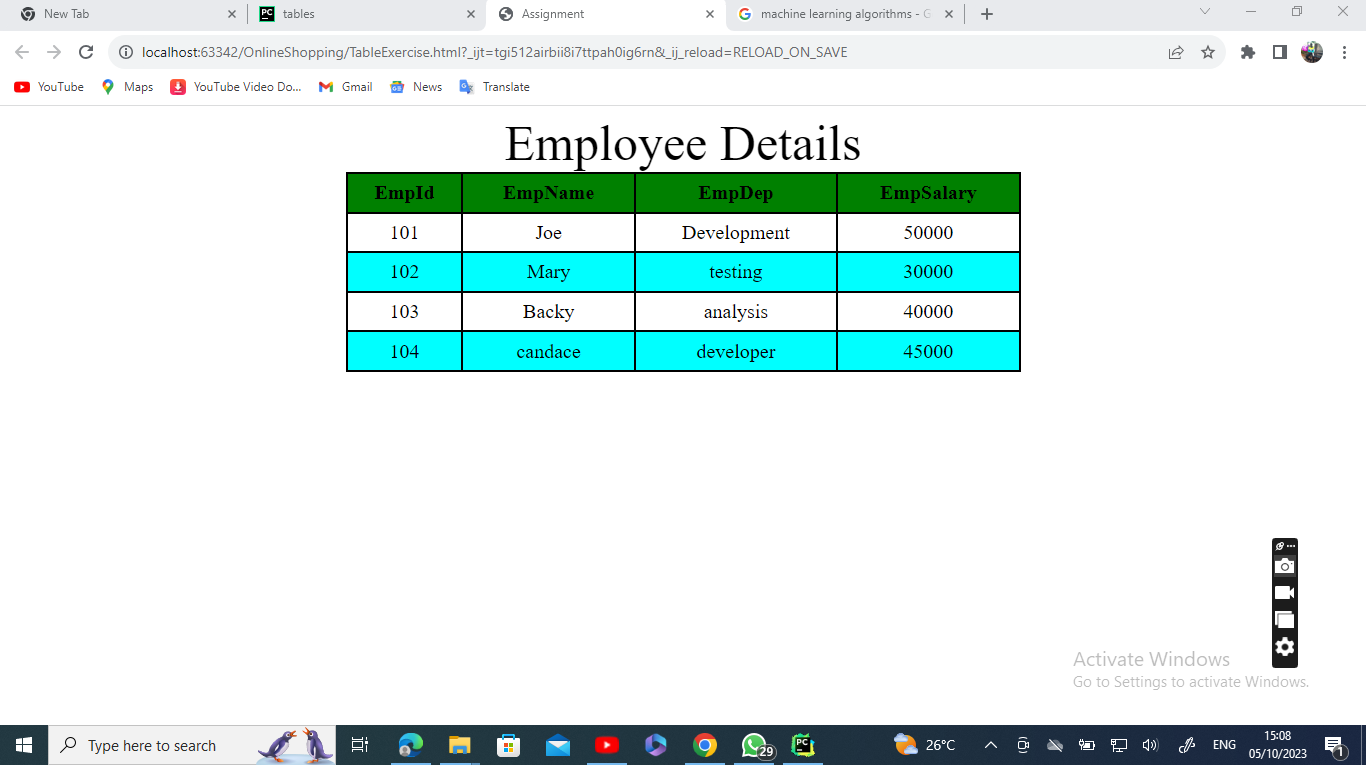 New Tab
tables
Assignment
machine learning algorithms - G
localhost:63342/OnlineShopping/TableExercise.html?_ijt=tgi512airbii8i7ttpah0ig6rn&_ij_reload=RELOAD_ON_SAVE
YouTube Maps YouTube Video Do... Gmail News Translate
Employee Details
EmpId EmpName EmpDep EmpSalary
101 Joe Development 50000
102 Mary testing 30000
103 Backy analysis 40000
104 candace developer 45000
Activate Windows
Go to Settings to activate Windows.
Type here to search
29
PC
26°C
ENG
15:08
05/10/2023
1